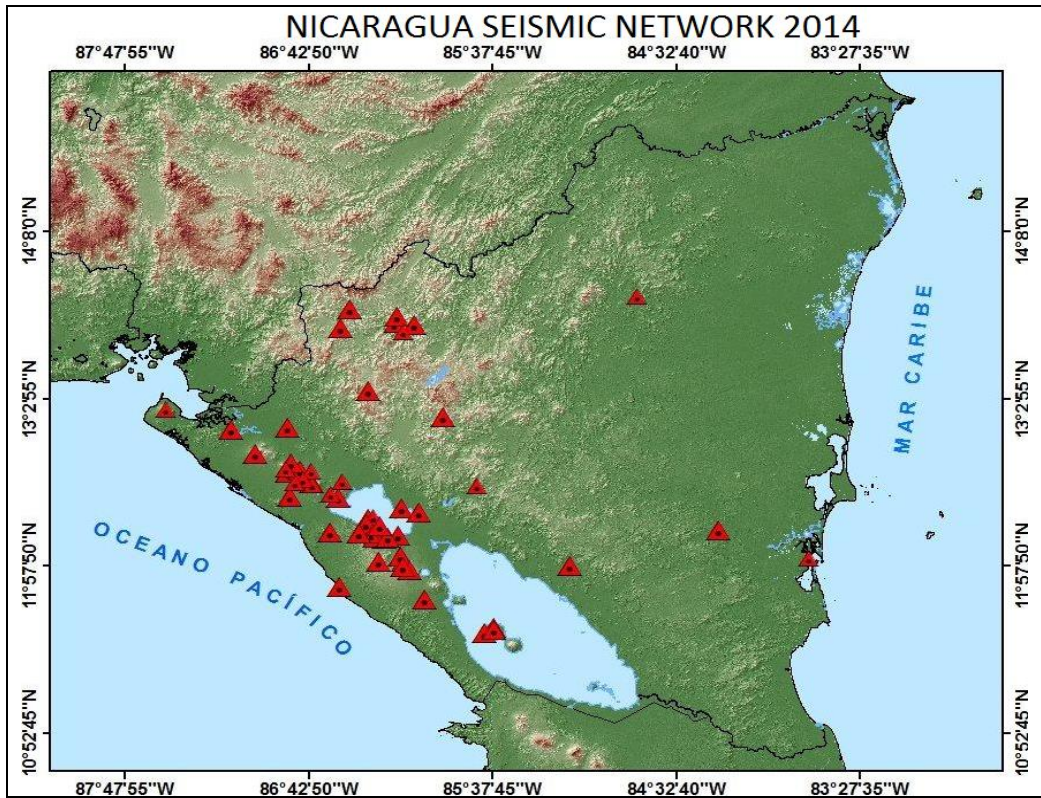 NICARAGUA SEISMIC NETWORK 2014
87°47'55"W 86°42'50"W 85°37'45"W 84°32'40"W 83°27'35"W
14°8'0"N 14°8'0"N
MAR CARIBE
13°2'55"N 13°2'55"N
OCEANO PACÍFICO
11°57'50"N 11°57'50"N
10°52'45"N 10°52'45"N
87°47'55"W 86°42'50"W 85°37'45"W 84°32'40"W 83°27'35"W